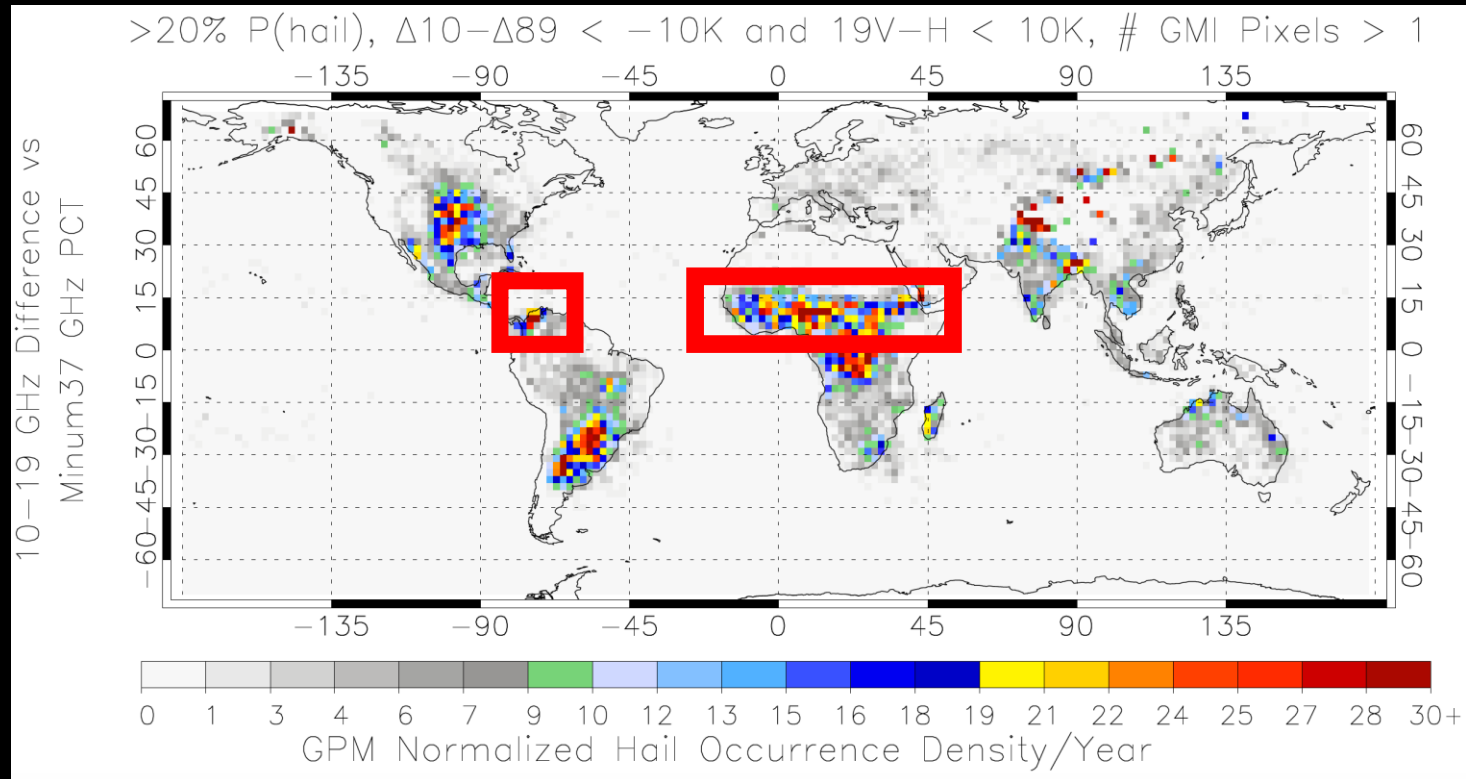 >20% P(hail), Δ10-Δ89 < -10K and 19V-H < 10K, # GMI Pixels > 1
-135 -90 -45 0 45 90 135
10-19 GHz Difference vs
Minum37 GHz PCT
60 45 30 15 0 -15 -30 -45 -60
60 45 30 15 0 -15 -30 -45 -60
-135 -90 -45 0 45 90 135
0 1 3 4 6 7 9 10 12 13 15 16 18 19 21 22 24 25 27 28 30+
GPM Normalized Hail Occurrence Density/Year